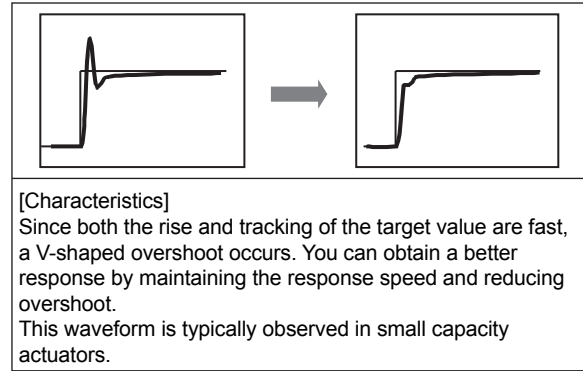 [Characteristics]
Since both the rise and tracking of the target value are fast,
a V-shaped overshoot occurs. You can obtain a better
response by maintaining the response speed and reducing
overshoot.
This waveform is typically observed in small capacity
actuators.